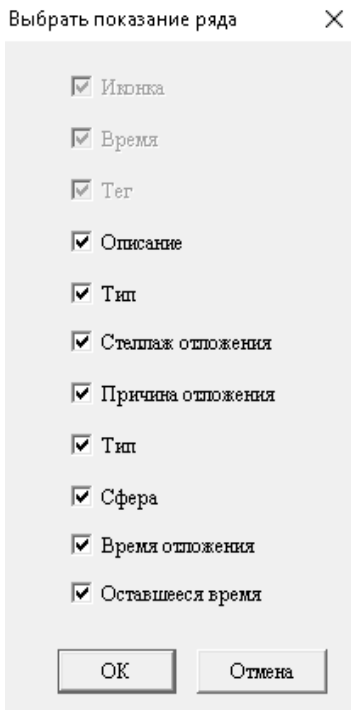 Выбрать показание ряда
Иконка
Время
Тег
Описание
Тип
Стеллаж отложения
Причина отложения
Тип
Сфера
Время отложения
Оставшееся время
ОК
Отмена